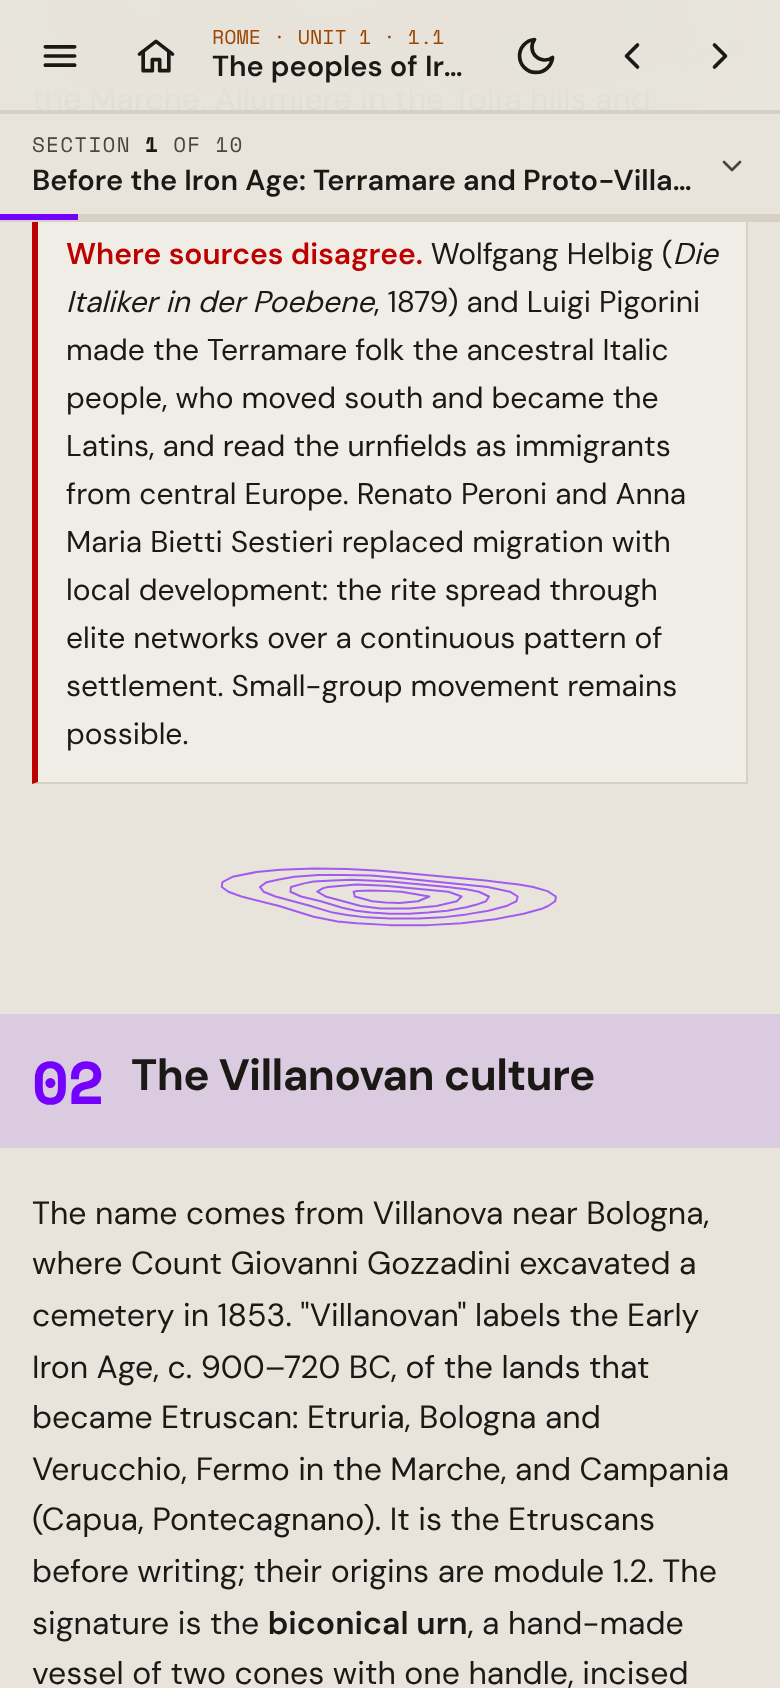 ROME · UNIT 1 · 1.1
The peoples of Ir...
the Marche. Allumiere in the Tolfa hills and
SECTION 1 OF 10
Before the Iron Age: Terramare and Proto-Villa...
Where sources disagree. Wolfgang Helbig (Die
Italiker in der Poebene, 1879) and Luigi Pigorini
made the Terramare folk the ancestral Italic
people, who moved south and became the
Latins, and read the urnfields as immigrants
from central Europe. Renato Peroni and Anna
Maria Bietti Sestieri replaced migration with
local development: the rite spread through
elite networks over a continuous pattern of
settlement. Small-group movement remains
possible.
02 The Villanovan culture
The name comes from Villanova near Bologna,
where Count Giovanni Gozzadini excavated a
cemetery in 1853. "Villanovan" labels the Early
Iron Age, c. 900–720 BC, of the lands that
became Etruscan: Etruria, Bologna and
Verucchio, Fermo in the Marche, and Campania
(Capua, Pontecagnano). It is the Etruscans
before writing; their origins are module 1.2. The
signature is the biconical urn, a hand-made
vessel of two cones with one handle, incised